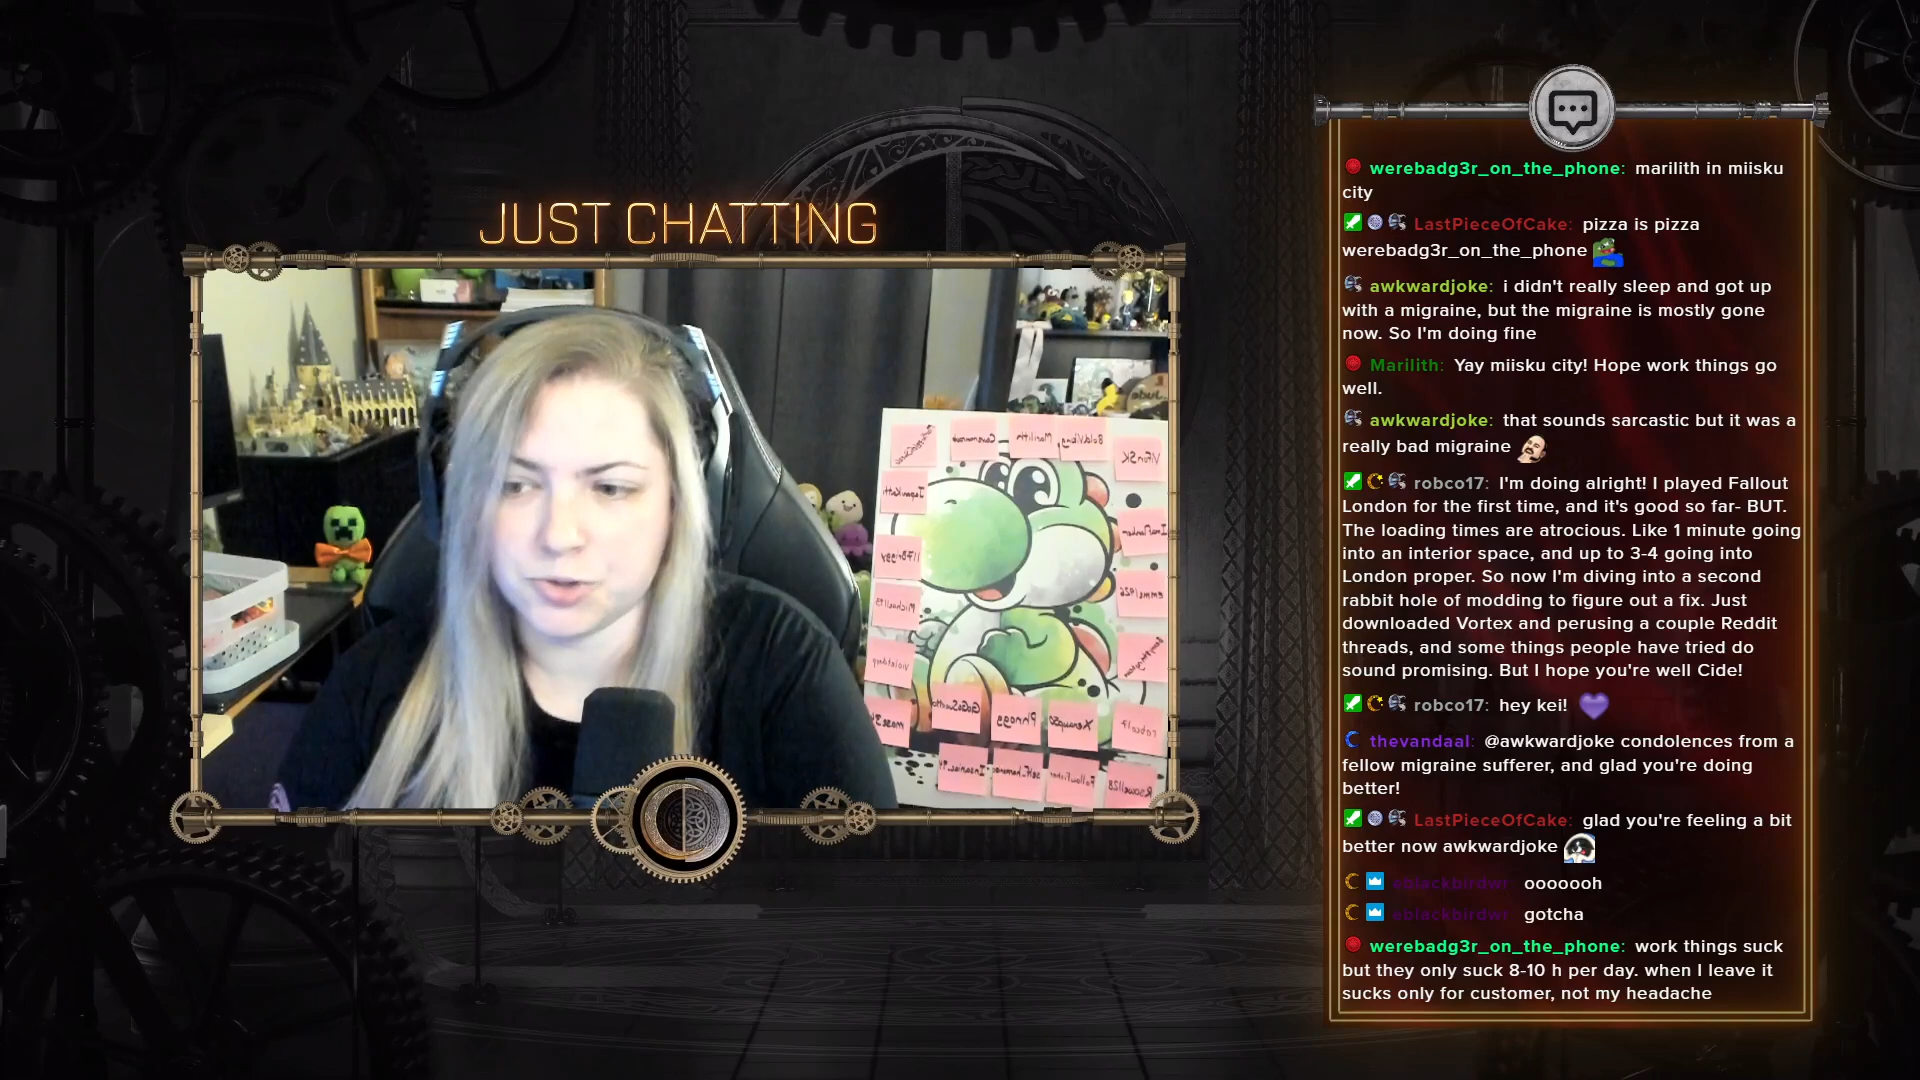 JUST CHATTING
werebadg3r_on_the_phone: marilith in miisku
city
LastPieceOfCake: pizza is pizza
werebadg3r_on_the_phone
awkwardjoke: i didn't really sleep and got up
with a migraine, but the migraine is mostly gone
now. So I'm doing fine
Marilith: Yay miisku city! Hope work things go
well.
awkwardjoke: that sounds sarcastic but it was a
really bad migraine
robco17: I'm doing alright! I played Fallout
London for the first time, and it's good so far- BUT.
The loading times are atrocious. Like 1 minute going
into an interior space, and up to 3-4 going into
London proper. So now I'm diving into a second
rabbit hole of modding to figure out a fix. Just
downloaded Vortex and perusing a couple Reddit
threads, and some things people have tried do
sound promising. But I hope you're well Cide!
robco17: hey kei!
thevandaal: @awkwardjoke condolences from a
fellow migraine sufferer, and glad you're doing
better!
LastPieceOfCake: glad you're feeling a bit
better now awkwardjoke
eblackbirdwr ooooooh
eblackbirdwr gotcha
werebadg3r_on_the_phone: work things suck
but they only suck 8-10 h per day. when I leave it
sucks only for customer, not my headache
Marilith
VFonSK
Phragg
robco17